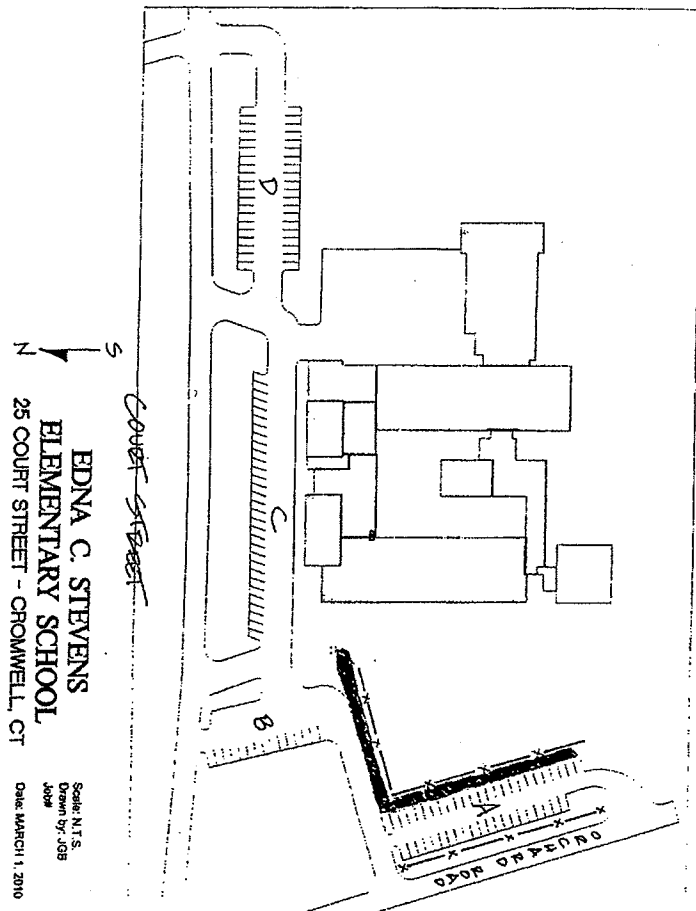 EDNA C. STEVENS
ELEMENTARY SCHOOL
25 COURT STREET - CROMWELL, CT
Scale: N.T.S.
Drawn by: JGB
Job#
Date: MARCH 1, 2010
COURT STREET
ORCHARD ROAD
A
B
C
D
N
S